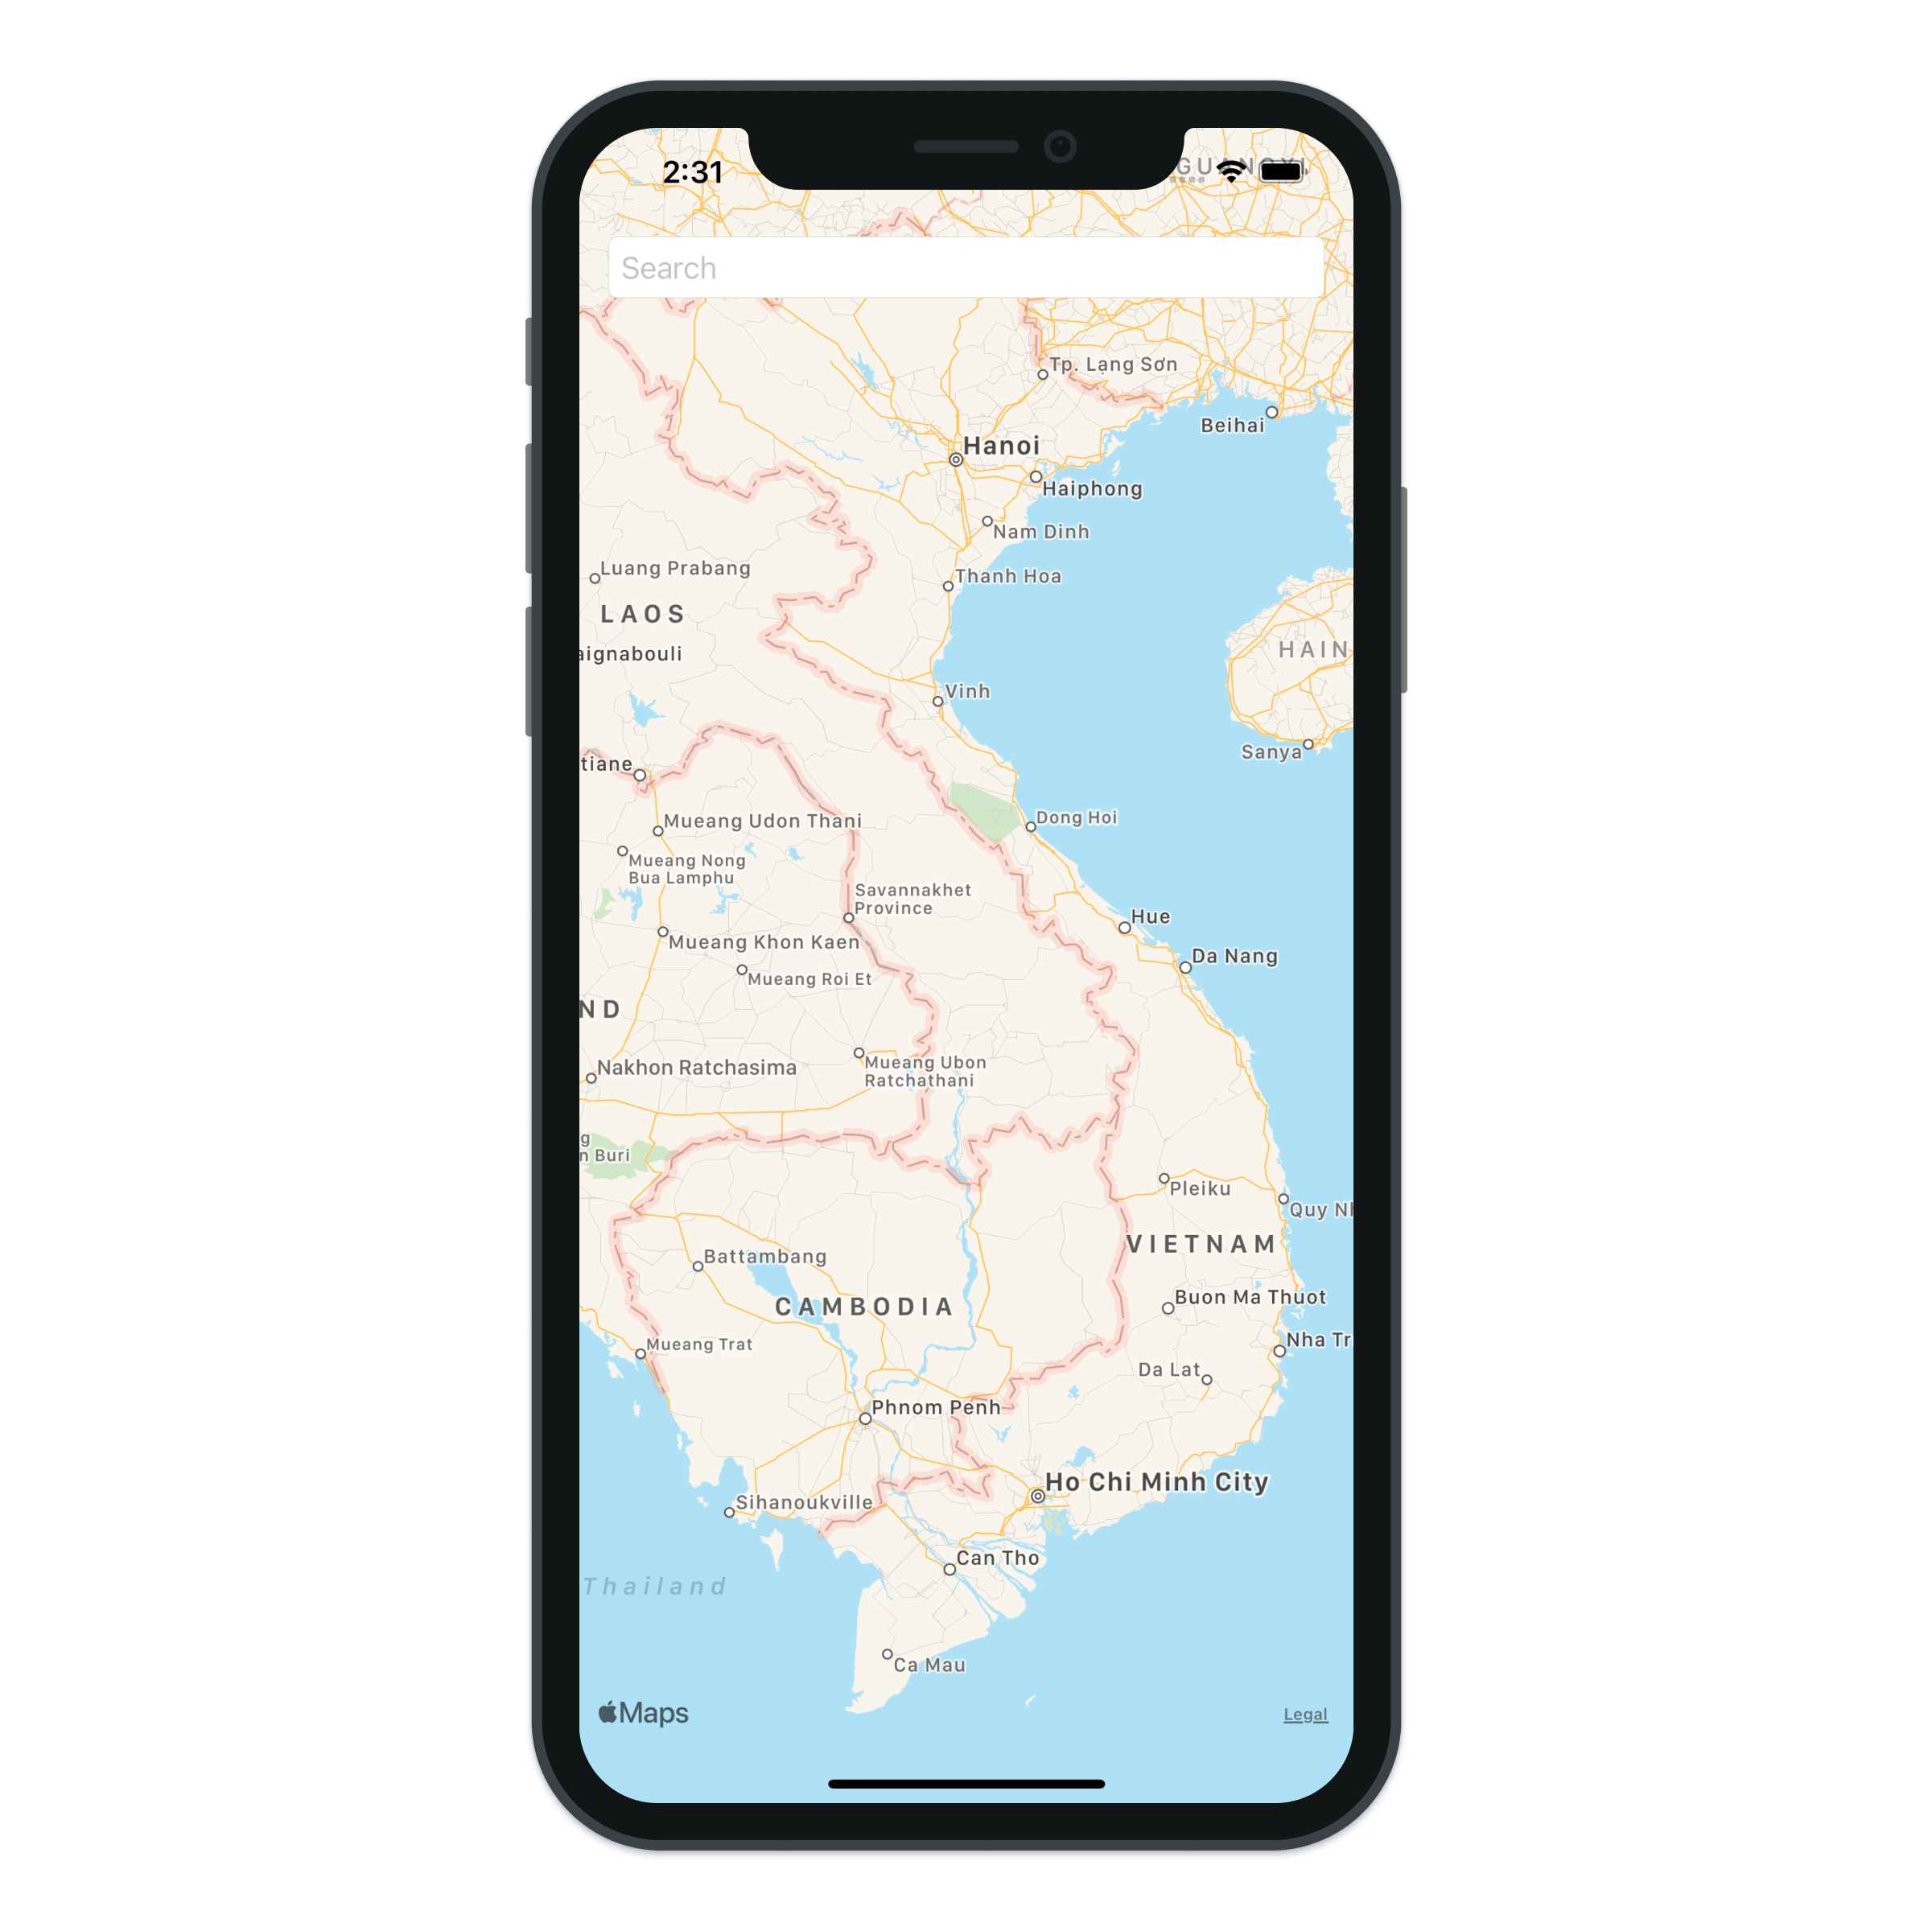 2:31
GUANGXI
Search
Tp. Lạng Sơn
Beihai
Hanoi
Haiphong
Nam Dinh
Luang Prabang
Thanh Hoa
LAOS
HAIN
aignabouli
Vinh
Sanya
tiane
Dong Hoi
Mueang Udon Thani
Mueang Nong
Bua Lamphu
Savannakhet
Province
Hue
Mueang Khon Kaen
Da Nang
Mueang Roi Et
ND
Mueang Ubon
Ratchathani
Nakhon Ratchasima
g
n Buri
Pleiku
Quy Nh
VIETNAM
Battambang
Buon Ma Thuot
CAMBODIA
Nha Tr
Mueang Trat
Da Lat
Phnom Penh
Ho Chi Minh City
Sihanoukville
Can Tho
Thailand
Ca Mau
Maps
Legal